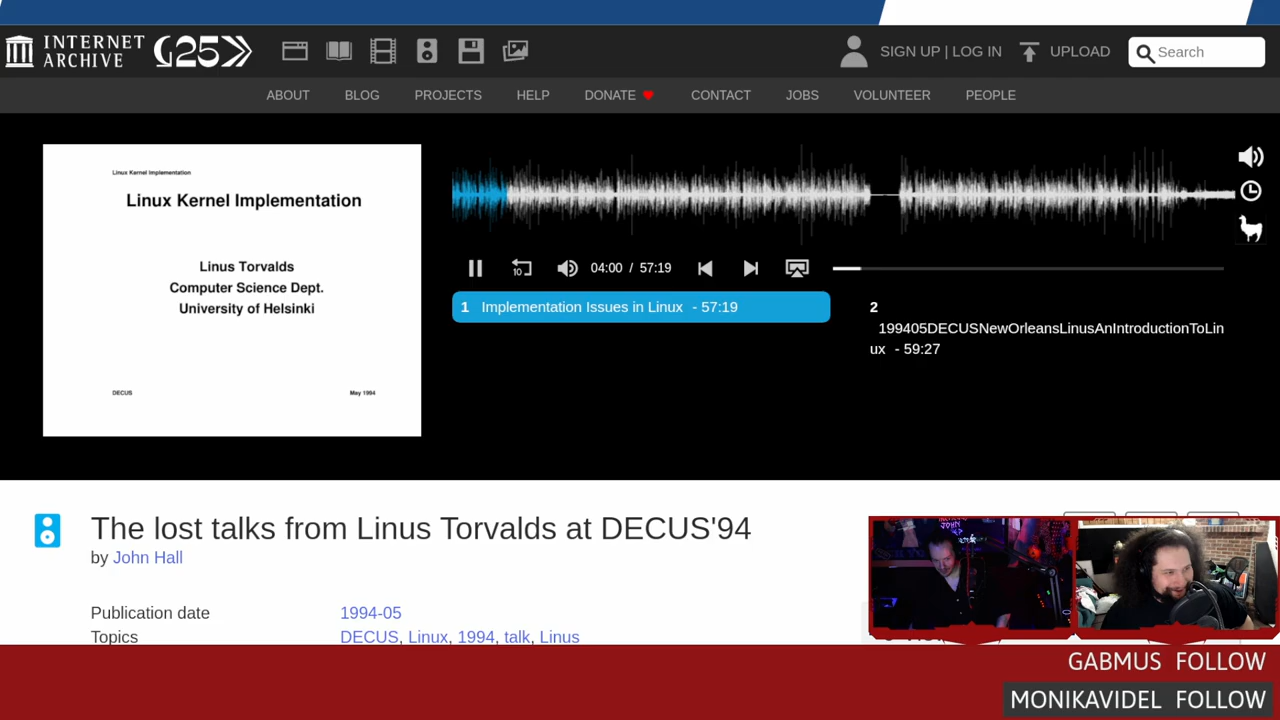 INTERNET
ARCHIVE
25
SIGN UP | LOG IN
UPLOAD
Search
ABOUT
BLOG
PROJECTS
HELP
DONATE
CONTACT
JOBS
VOLUNTEER
PEOPLE
Linux Kernel Implementation
Linux Kernel Implementation
Linus Torvalds
Computer Science Dept.
University of Helsinki
DECUS
May 1994
10
04:00 / 57:19
1 Implementation Issues in Linux - 57:19
2
199405DECUSNewOrleansLinusAnIntroductionToLin
ux - 59:27
The lost talks from Linus Torvalds at DECUS'94
by John Hall
Publication date 1994-05
Topics DECUS, Linux, 1994, talk, Linus
GABMUS FOLLOW
MONIKAVIDEL FOLLOW